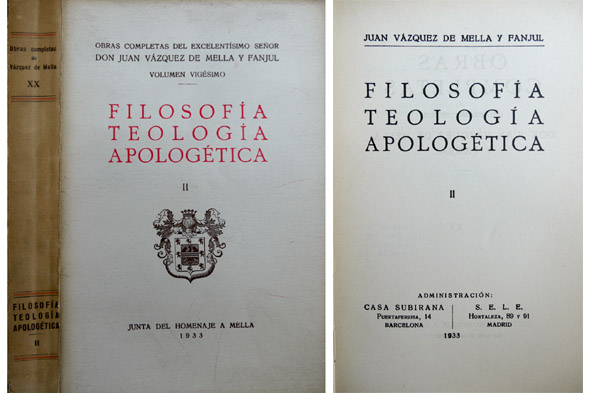 Obras completas
de
Vázquez de Mella
XX
FILOSOFÍA
TEOLOGÍA
APOLOGÉTICA
II
OBRAS COMPLETAS DEL EXCELENTÍSIMO SEÑOR
DON JUAN VÁZQUEZ DE MELLA Y FANJUL
VOLUMEN VIGÉSIMO
FILOSOFÍA
TEOLOGÍA
APOLOGÉTICA
II
JUNTA DEL HOMENAJE A MELLA
1933
JUAN VÁZQUEZ DE MELLA Y FANJUL
FILOSOFÍA
TEOLOGÍA
APOLOGÉTICA
II
ADMINISTRACIÓN:
CASA SUBIRANA
Puertaferrisa, 14
BARCELONA
S. E. L. E.
Hortaleza, 89 y 91
MADRID
1933